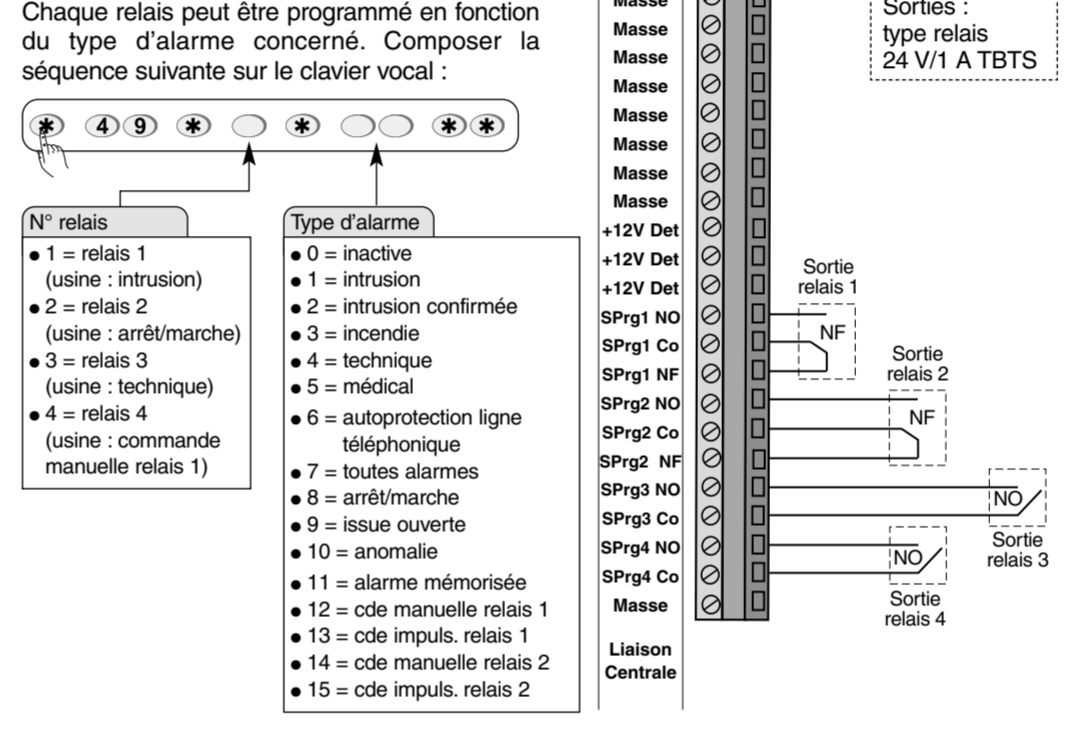 Chaque relais peut être programmé en fonction
du type d'alarme concerné. Composer la
séquence suivante sur le clavier vocal :
* 4 9 * * * *
N° relais
● 1 = relais 1
(usine : intrusion)
● 2 = relais 2
(usine : arrêt/marche)
● 3 = relais 3
(usine : technique)
● 4 = relais 4
(usine : commande
manuelle relais 1)
Type d'alarme
● 0 = inactive
● 1 = intrusion
● 2 = intrusion confirmée
● 3 = incendie
● 4 = technique
● 5 = médical
● 6 = autoprotection ligne
téléphonique
● 7 = toutes alarmes
● 8 = arrêt/marche
● 9 = issue ouverte
● 10 = anomalie
● 11 = alarme mémorisée
● 12 = cde manuelle relais 1
● 13 = cde impuls. relais 1
● 14 = cde manuelle relais 2
● 15 = cde impuls. relais 2
Masse
Masse
Masse
Masse
Masse
Masse
Masse
Masse
+12V Det
+12V Det
+12V Det
SPrg1 NO
SPrg1 Co
SPrg1 NF
SPrg2 NO
SPrg2 Co
SPrg2 NF
SPrg3 NO
SPrg3 Co
SPrg4 NO
SPrg4 Co
Masse
Liaison
Centrale
Sorties :
type relais
24 V/1 A TBTS
Sortie
relais 1
NF
Sortie
relais 2
NF
NO
Sortie
relais 3
NO
Sortie
relais 4